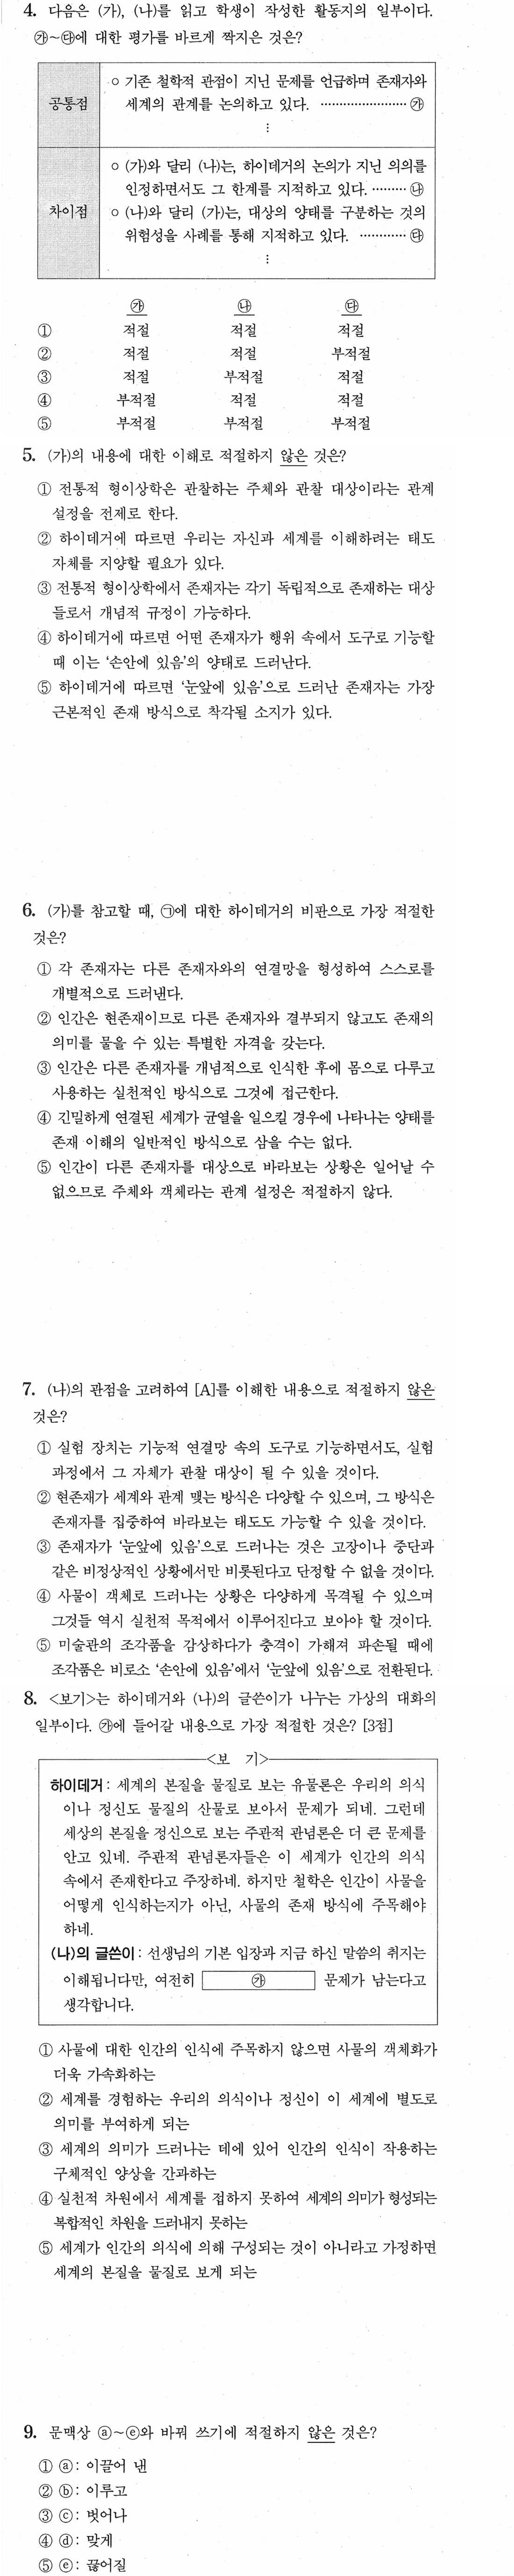 4. 다음은 (가), (나)를 읽고 학생이 작성한 활동지의 일부이다.
㉮~㉰에 대한 평가를 바르게 짝지은 것은?
공통점
○ 기존 철학적 관점이 지닌 문제를 언급하며 존재자와
세계의 관계를 논의하고 있다. ························ ㉮
⋮
차이점
○ (가)와 달리 (나)는, 하이데거의 논의가 지닌 의의를
인정하면서도 그 한계를 지적하고 있다. ········· ㉯
○ (나)와 달리 (가)는, 대상의 양태를 구분하는 것의
위험성을 사례를 통해 지적하고 있다. ············ ㉰
⋮
㉮ ㉯ ㉰
① 적절 적절 적절
② 적절 적절 부적절
③ 적절 부적절 적절
④ 부적절 적절 적절
⑤ 부적절 부적절 부적절
5. (가)의 내용에 대한 이해로 적절하지 않은 것은?
① 전통적 형이상학은 관찰하는 주체와 관찰 대상이라는 관계
설정을 전제로 한다.
② 하이데거에 따르면 우리는 자신과 세계를 이해하려는 태도
자체를 지양할 필요가 있다.
③ 전통적 형이상학에서 존재자는 각기 독립적으로 존재하는 대상
들로서 개념적 규정이 가능하다.
④ 하이데거에 따르면 어떤 존재자가 행위 속에서 도구로 기능할
때 이는 ‘손안에 있음’의 양태로 드러난다.
⑤ 하이데거에 따르면 ‘눈앞에 있음’으로 드러난 존재자는 가장
근본적인 존재 방식으로 착각될 소지가 있다.
6. (가)를 참고할 때, ㉠에 대한 하이데거의 비판으로 가장 적절한
것은?
① 각 존재자는 다른 존재자와의 연결망을 형성하여 스스로를
개별적으로 드러낸다.
② 인간은 현존재이므로 다른 존재자와 결부되지 않고도 존재의
의미를 물을 수 있는 특별한 자격을 갖는다.
③ 인간은 다른 존재자를 개념적으로 인식한 후에 몸으로 다루고
사용하는 실천적인 방식으로 그것에 접근한다.
④ 긴밀하게 연결된 세계가 균열을 일으킬 경우에 나타나는 양태를
존재 이해의 일반적인 방식으로 삼을 수는 없다.
⑤ 인간이 다른 존재자를 대상으로 바라보는 상황은 일어날 수
없으므로 주체와 객체라는 관계 설정은 적절하지 않다.
7. (나)의 관점을 고려하여 [A]를 이해한 내용으로 적절하지 않은
것은?
① 실험 장치는 기능적 연결망 속의 도구로 기능하면서도, 실험
과정에서 그 자체가 관찰 대상이 될 수 있을 것이다.
② 현존재가 세계와 관계 맺는 방식은 다양할 수 있으며, 그 방식은
존재자를 집중하여 바라보는 태도도 가능할 수 있을 것이다.
③ 존재자가 ‘눈앞에 있음’으로 드러나는 것은 고장이나 중단과
같은 비정상적인 상황에서만 비롯된다고 단정할 수 없을 것이다.
④ 사물이 객체로 드러나는 상황은 다양하게 목격될 수 있으며
그것들 역시 실천적 목적에서 이루어진다고 보아야 할 것이다.
⑤ 미술관의 조각품을 감상하다가 충격이 가해져 파손될 때에
조각품은 비로소 ‘손안에 있음’에서 ‘눈앞에 있음’으로 전환된다.
8. <보기>는 하이데거와 (나)의 글쓴이가 나누는 가상의 대화의
일부이다. ㉮에 들어갈 내용으로 가장 적절한 것은? [3점]
<보 기>
하이데거 : 세계의 본질을 물질로 보는 유물론은 우리의 의식
이나 정신도 물질의 산물로 보아서 문제가 되네. 그런데
세상의 본질을 정신으로 보는 주관적 관념론은 더 큰 문제를
안고 있네. 주관적 관념론자들은 이 세계가 인간의 의식
속에서 존재한다고 주장하네. 하지만 철학은 인간이 사물을
어떻게 인식하는지가 아닌, 사물의 존재 방식에 주목해야
하네.
(나)의 글쓴이 : 선생님의 기본 입장과 지금 하신 말씀의 취지는
이해됩니다만, 여전히 ㉮ 문제가 남는다고
생각합니다.
① 사물에 대한 인간의 인식에 주목하지 않으면 사물의 객체화가
더욱 가속화하는
② 세계를 경험하는 우리의 의식이나 정신이 이 세계에 별도로
의미를 부여하게 되는
③ 세계의 의미가 드러나는 데에 있어 인간의 인식이 작용하는
구체적인 양상을 간과하는
④ 실천적 차원에서 세계를 접하지 못하여 세계의 의미가 형성되는
복합적인 차원을 드러내지 못하는
⑤ 세계가 인간의 의식에 의해 구성되는 것이 아니라고 가정하면
세계의 본질을 물질로 보게 되는
9. 문맥상 ⓐ~ⓔ와 바꿔 쓰기에 적절하지 않은 것은?
① ⓐ: 이끌어 낸
② ⓑ: 이루고
③ ⓒ: 벗어나
④ ⓓ: 맞게
⑤ ⓔ: 끊어질